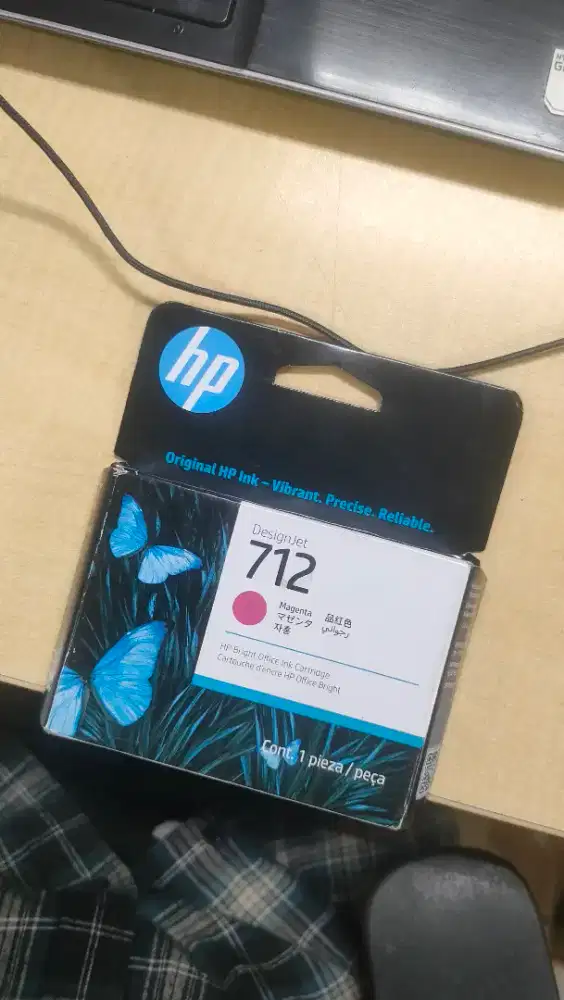 hp
Original HP Ink – Vibrant. Precise. Reliable.
DesignJet
712
Magenta
マゼンタ
자홍
品红色
أرجواني
HP Bright Office Ink Cartridge
Cartouche d'encre HP Office Bright
Cont. 1 pieza / peça